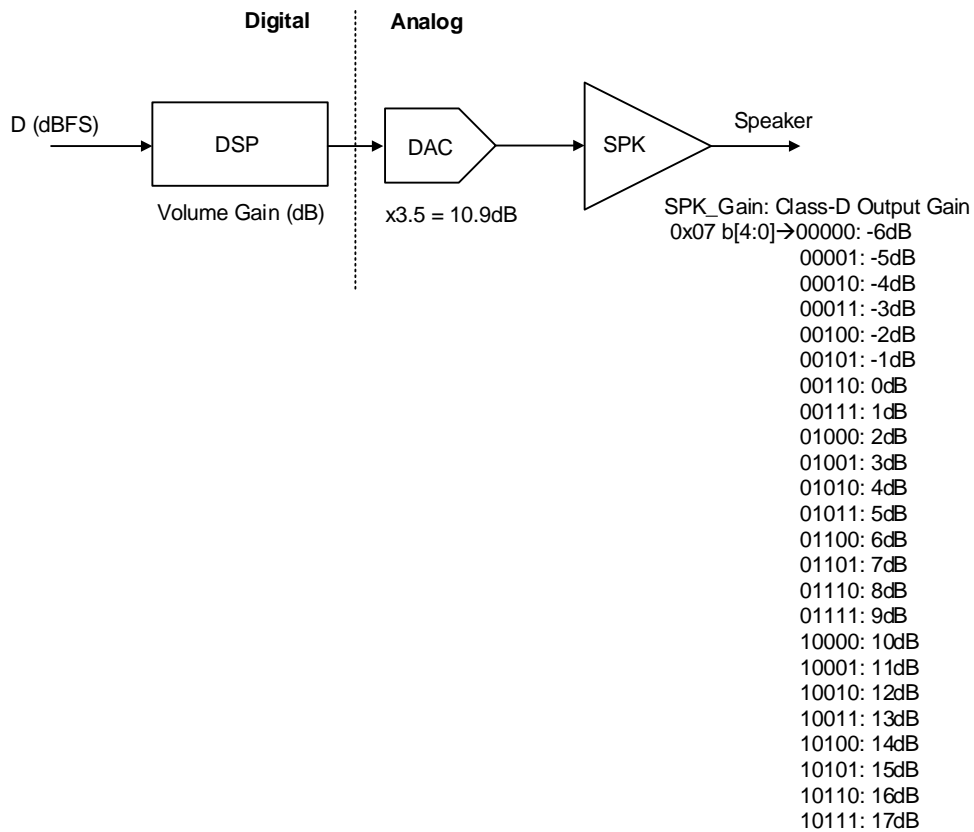 Digital
Analog
D (dBFS)
DSP
DAC
SPK
Speaker
Volume Gain (dB)
x3.5 = 10.9dB
SPK_Gain: Class-D Output Gain
0x07 b[4:0]→00000: -6dB
00001: -5dB
00010: -4dB
00011: -3dB
00100: -2dB
00101: -1dB
00110: 0dB
00111: 1dB
01000: 2dB
01001: 3dB
01010: 4dB
01011: 5dB
01100: 6dB
01101: 7dB
01110: 8dB
01111: 9dB
10000: 10dB
10001: 11dB
10010: 12dB
10011: 13dB
10100: 14dB
10101: 15dB
10110: 16dB
10111: 17dB